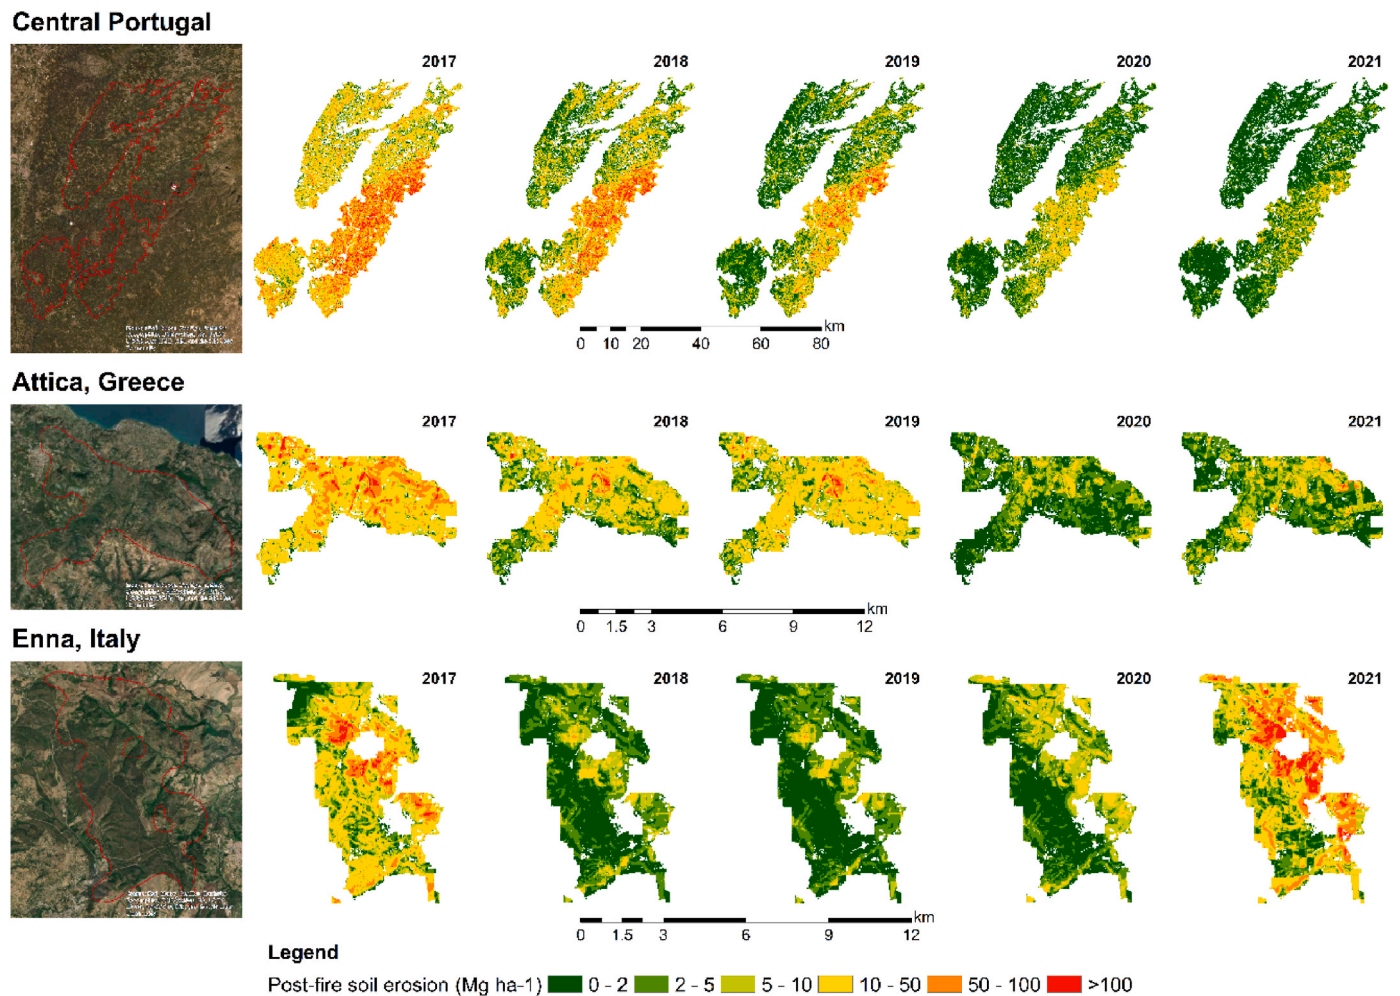 Central Portugal
2017
2018
2019
2020
2021
km
0 10 20 40 60 80
Attica, Greece
2017
2018
2019
2020
2021
km
0 1.5 3 6 9 12
Enna, Italy
2017
2018
2019
2020
2021
km
0 1.5 3 6 9 12
Legend
Post-fire soil erosion (Mg ha-1) 0 - 2 2 - 5 5 - 10 10 - 50 50 - 100 >100